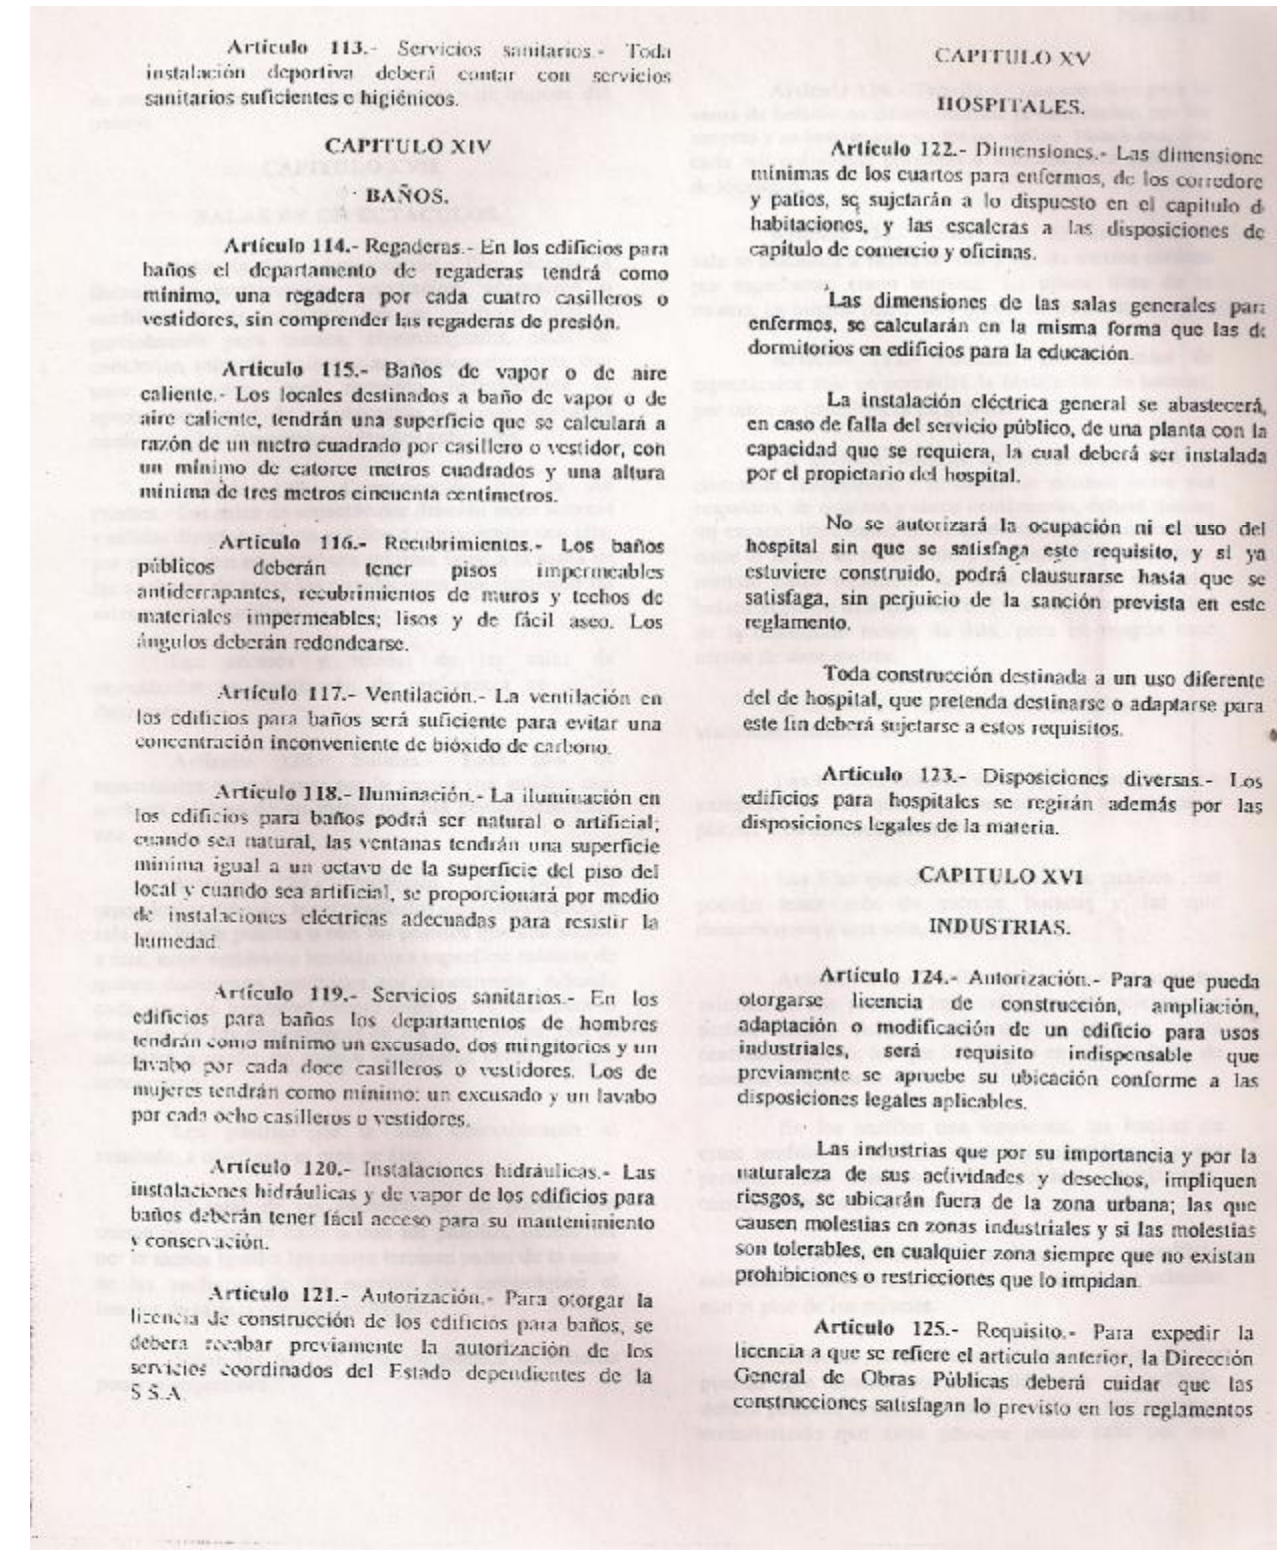 Artículo 113.- Servicios sanitarios.- Toda
instalación deportiva deberá contar con servicios
sanitarios suficientes e higiénicos.
CAPITULO XIV
BAÑOS.
Artículo 114.- Regaderas.- En los edificios para
baños el departamento de regaderas tendrá como
mínimo, una regadera por cada cuatro casilleros o
vestidores, sin comprender las regaderas de presión.
Artículo 115.- Baños de vapor o de aire
caliente.- Los locales destinados a baño de vapor o de
aire caliente, tendrán una superficie que se calculará a
razón de un metro cuadrado por casillero o vestidor, con
un mínimo de catorce metros cuadrados y una altura
mínima de tres metros cincuenta centímetros.
Artículo 116.- Recubrimientos.- Los baños
públicos deberán tener pisos impermeables
antiderrapantes, recubrimientos de muros y techos de
materiales impermeables; lisos y de fácil aseo. Los
ángulos deberán redondearse.
Artículo 117.- Ventilación.- La ventilación en
los edificios para baños será suficiente para evitar una
concentración inconveniente de bióxido de carbono.
Artículo 118.- Iluminación.- La iluminación en
los edificios para baños podrá ser natural o artificial;
cuando sea natural, las ventanas tendrán una superficie
mínima igual a un octavo de la superficie del piso del
local y cuando sea artificial, se proporcionará por medio
de instalaciones eléctricas adecuadas para resistir la
humedad.
Artículo 119.- Servicios sanitarios.- En los
edificios para baños los departamentos de hombres
tendrán como mínimo un excusado, dos mingitorios y un
lavabo por cada doce casilleros o vestidores. Los de
mujeres tendrán como mínimo: un excusado y un lavabo
por cada ocho casilleros o vestidores.
Artículo 120.- Instalaciones hidráulicas.- Las
instalaciones hidráulicas y de vapor de los edificios para
baños deberán tener fácil acceso para su mantenimiento
y conservación.
Artículo 121.- Autorización.- Para otorgar la
licencia de construcción de los edificios para baños, se
deberá recabar previamente la autorización de los
servicios coordinados del Estado dependientes de la
S.S.A.
CAPITULO XV
HOSPITALES.
Artículo 122.- Dimensiones.- Las dimensione
mínimas de los cuartos para enfermos, de los corredore
y patios, se sujetarán a lo dispuesto en el capitulo d
habitaciones, y las escaleras a las disposiciones de
capitulo de comercio y oficinas.
Las dimensiones de las salas generales para
enfermos, se calcularán en la misma forma que las de
dormitorios en edificios para la educación.
La instalación eléctrica general se abastecerá,
en caso de falla del servicio público, de una planta con la
capacidad que se requiera, la cual deberá ser instalada
por el propietario del hospital.
No se autorizará la ocupación ni el uso del
hospital sin que se satisfaga este requisito, y si ya
estuviere construido, podrá clausurarse hasta que se
satisfaga, sin perjuicio de la sanción prevista en este
reglamento.
Toda construcción destinada a un uso diferente
del de hospital, que pretenda destinarse o adaptarse para
este fin deberá sujetarse a estos requisitos.
Artículo 123.- Disposiciones diversas.- Los
edificios para hospitales se regirán además por las
disposiciones legales de la materia.
CAPITULO XVI
INDUSTRIAS.
Artículo 124.- Autorización.- Para que pueda
otorgarse licencia de construcción, ampliación,
adaptación o modificación de un edificio para usos
industriales, será requisito indispensable que
previamente se apruebe su ubicación conforme a las
disposiciones legales aplicables.
Las industrias que por su importancia y por la
naturaleza de sus actividades y desechos, impliquen
riesgos, se ubicarán fuera de la zona urbana; las que
causen molestias en zonas industriales y si las molestias
son tolerables, en cualquier zona siempre que no existan
prohibiciones o restricciones que lo impidan.
Artículo 125.- Requisito.- Para expedir la
licencia a que se refiere el artículo anterior, la Dirección
General de Obras Públicas deberá cuidar que las
construcciones satisfagan lo previsto en los reglamentos